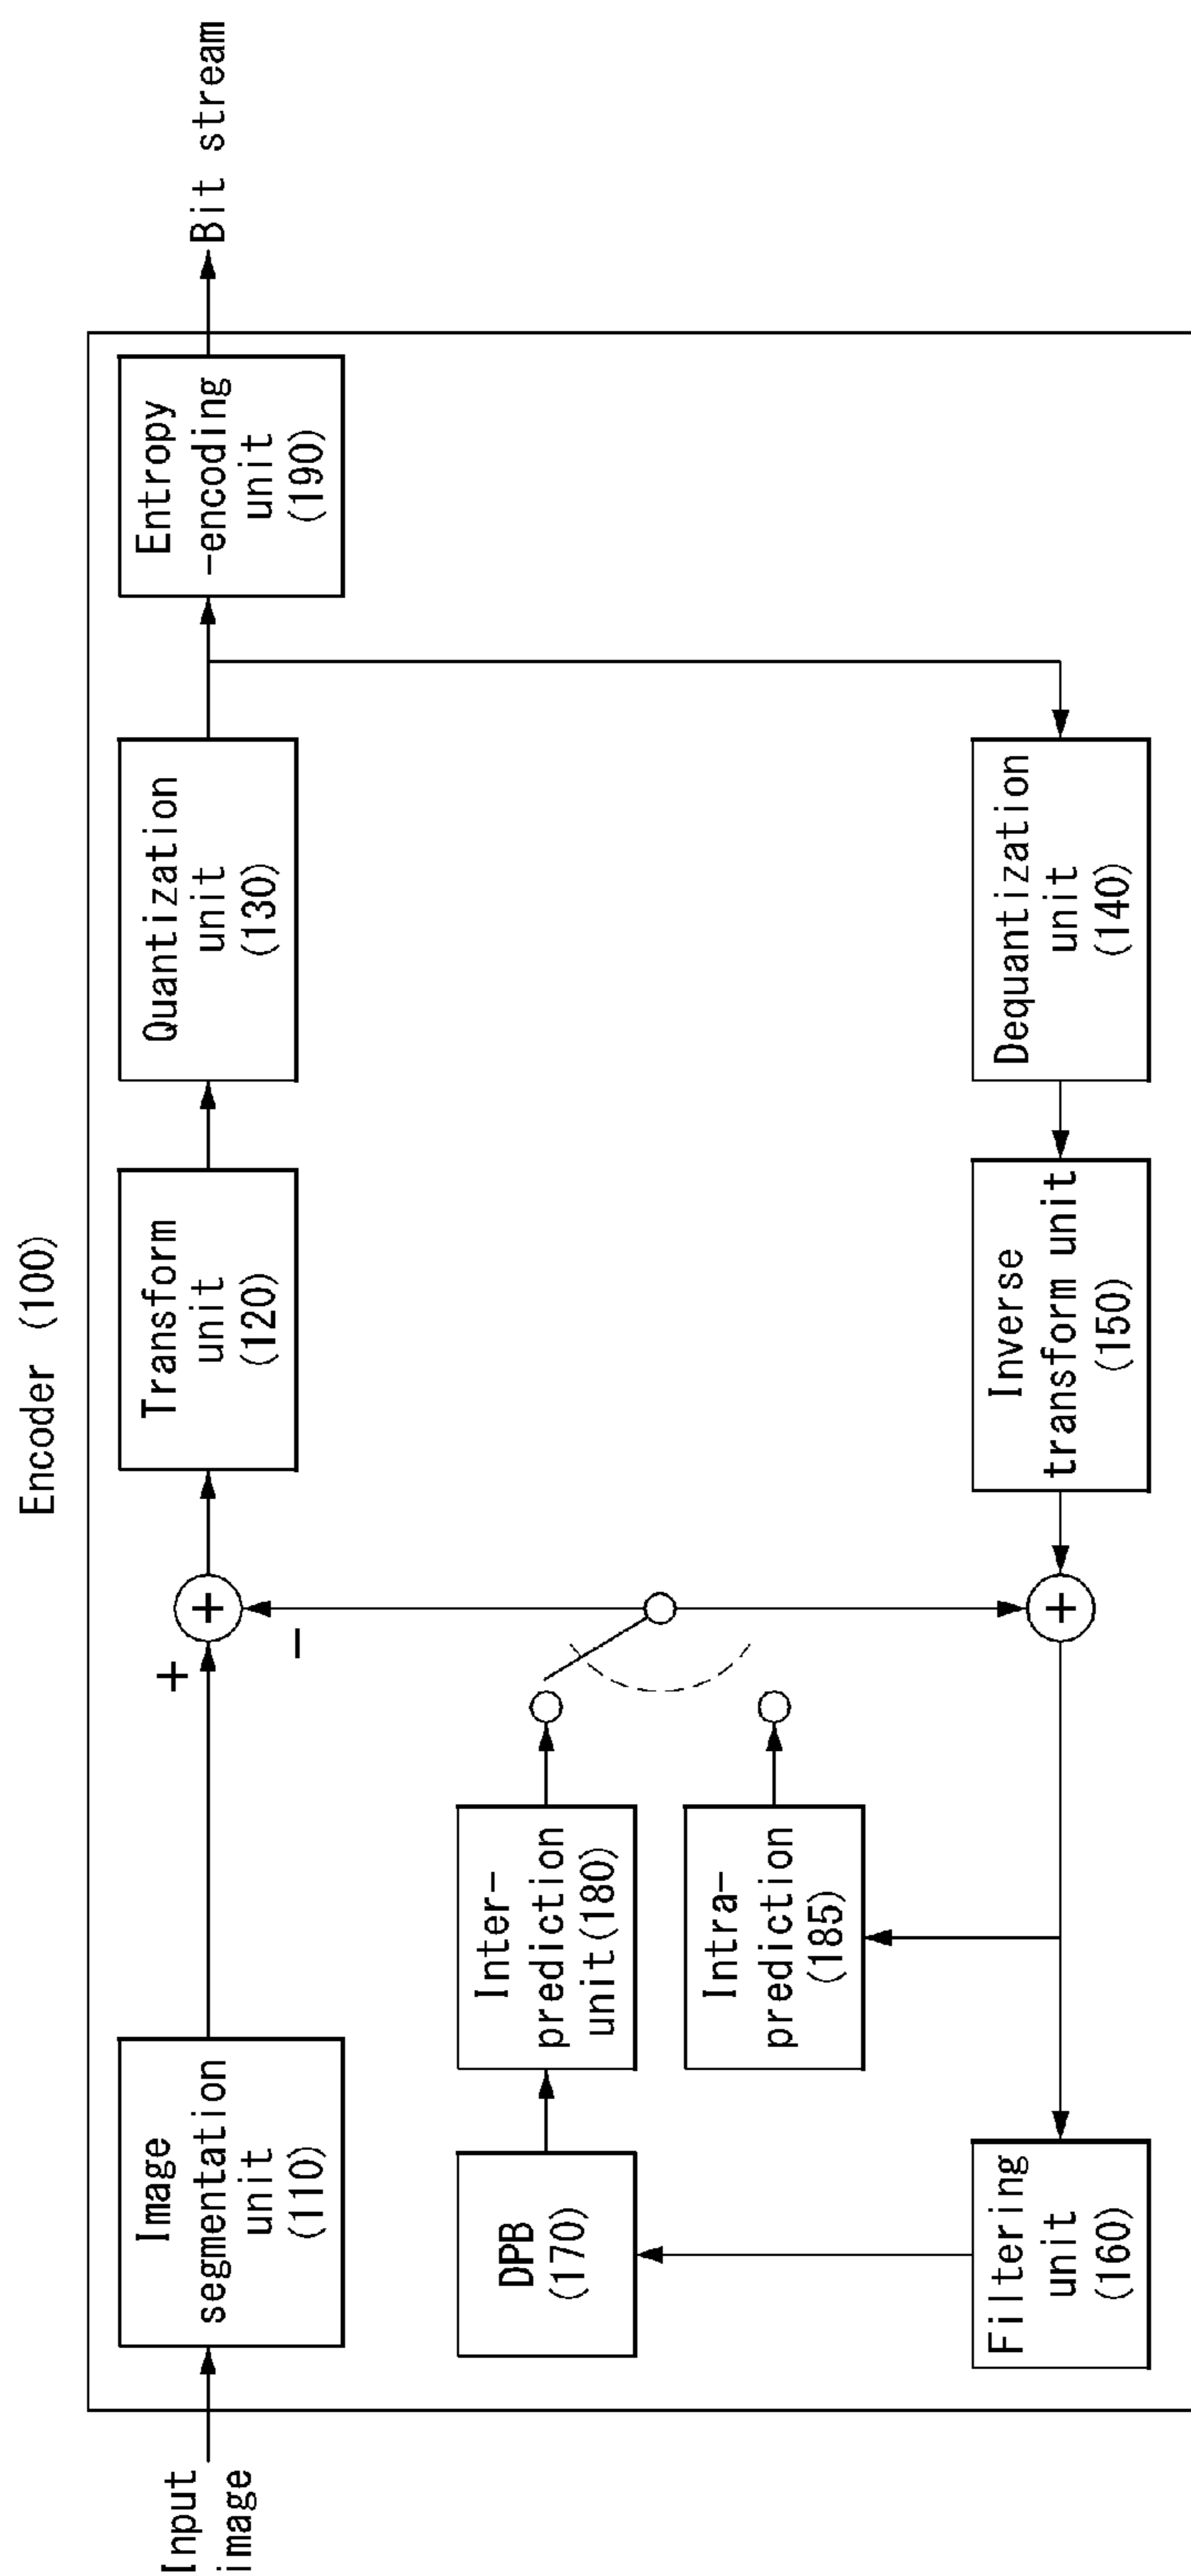 Encoder (100)
Input
image
Image
segmentation
unit
(110)
+
+
−
Transform
unit
(120)
Quantization
unit
(130)
Entropy
-encoding
unit
(190)
Bit stream
DPB
(170)
Inter-
prediction
unit(180)
Intra-
prediction
(185)
Filtering
unit
(160)
+
Inverse
transform unit
(150)
Dequantization
unit
(140)